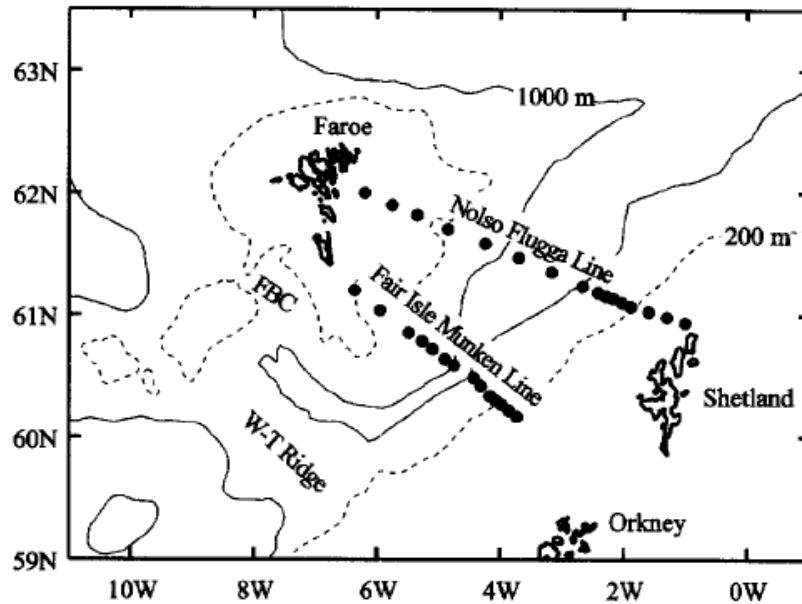 63N
1000 m
Faroe
62N
Nolso Flugga Line
200 m
FBC
61N
Fair Isle Munken Line
Shetland
60N
W-T Ridge
Orkney
59N
10W
8W
6W
4W
2W
0W